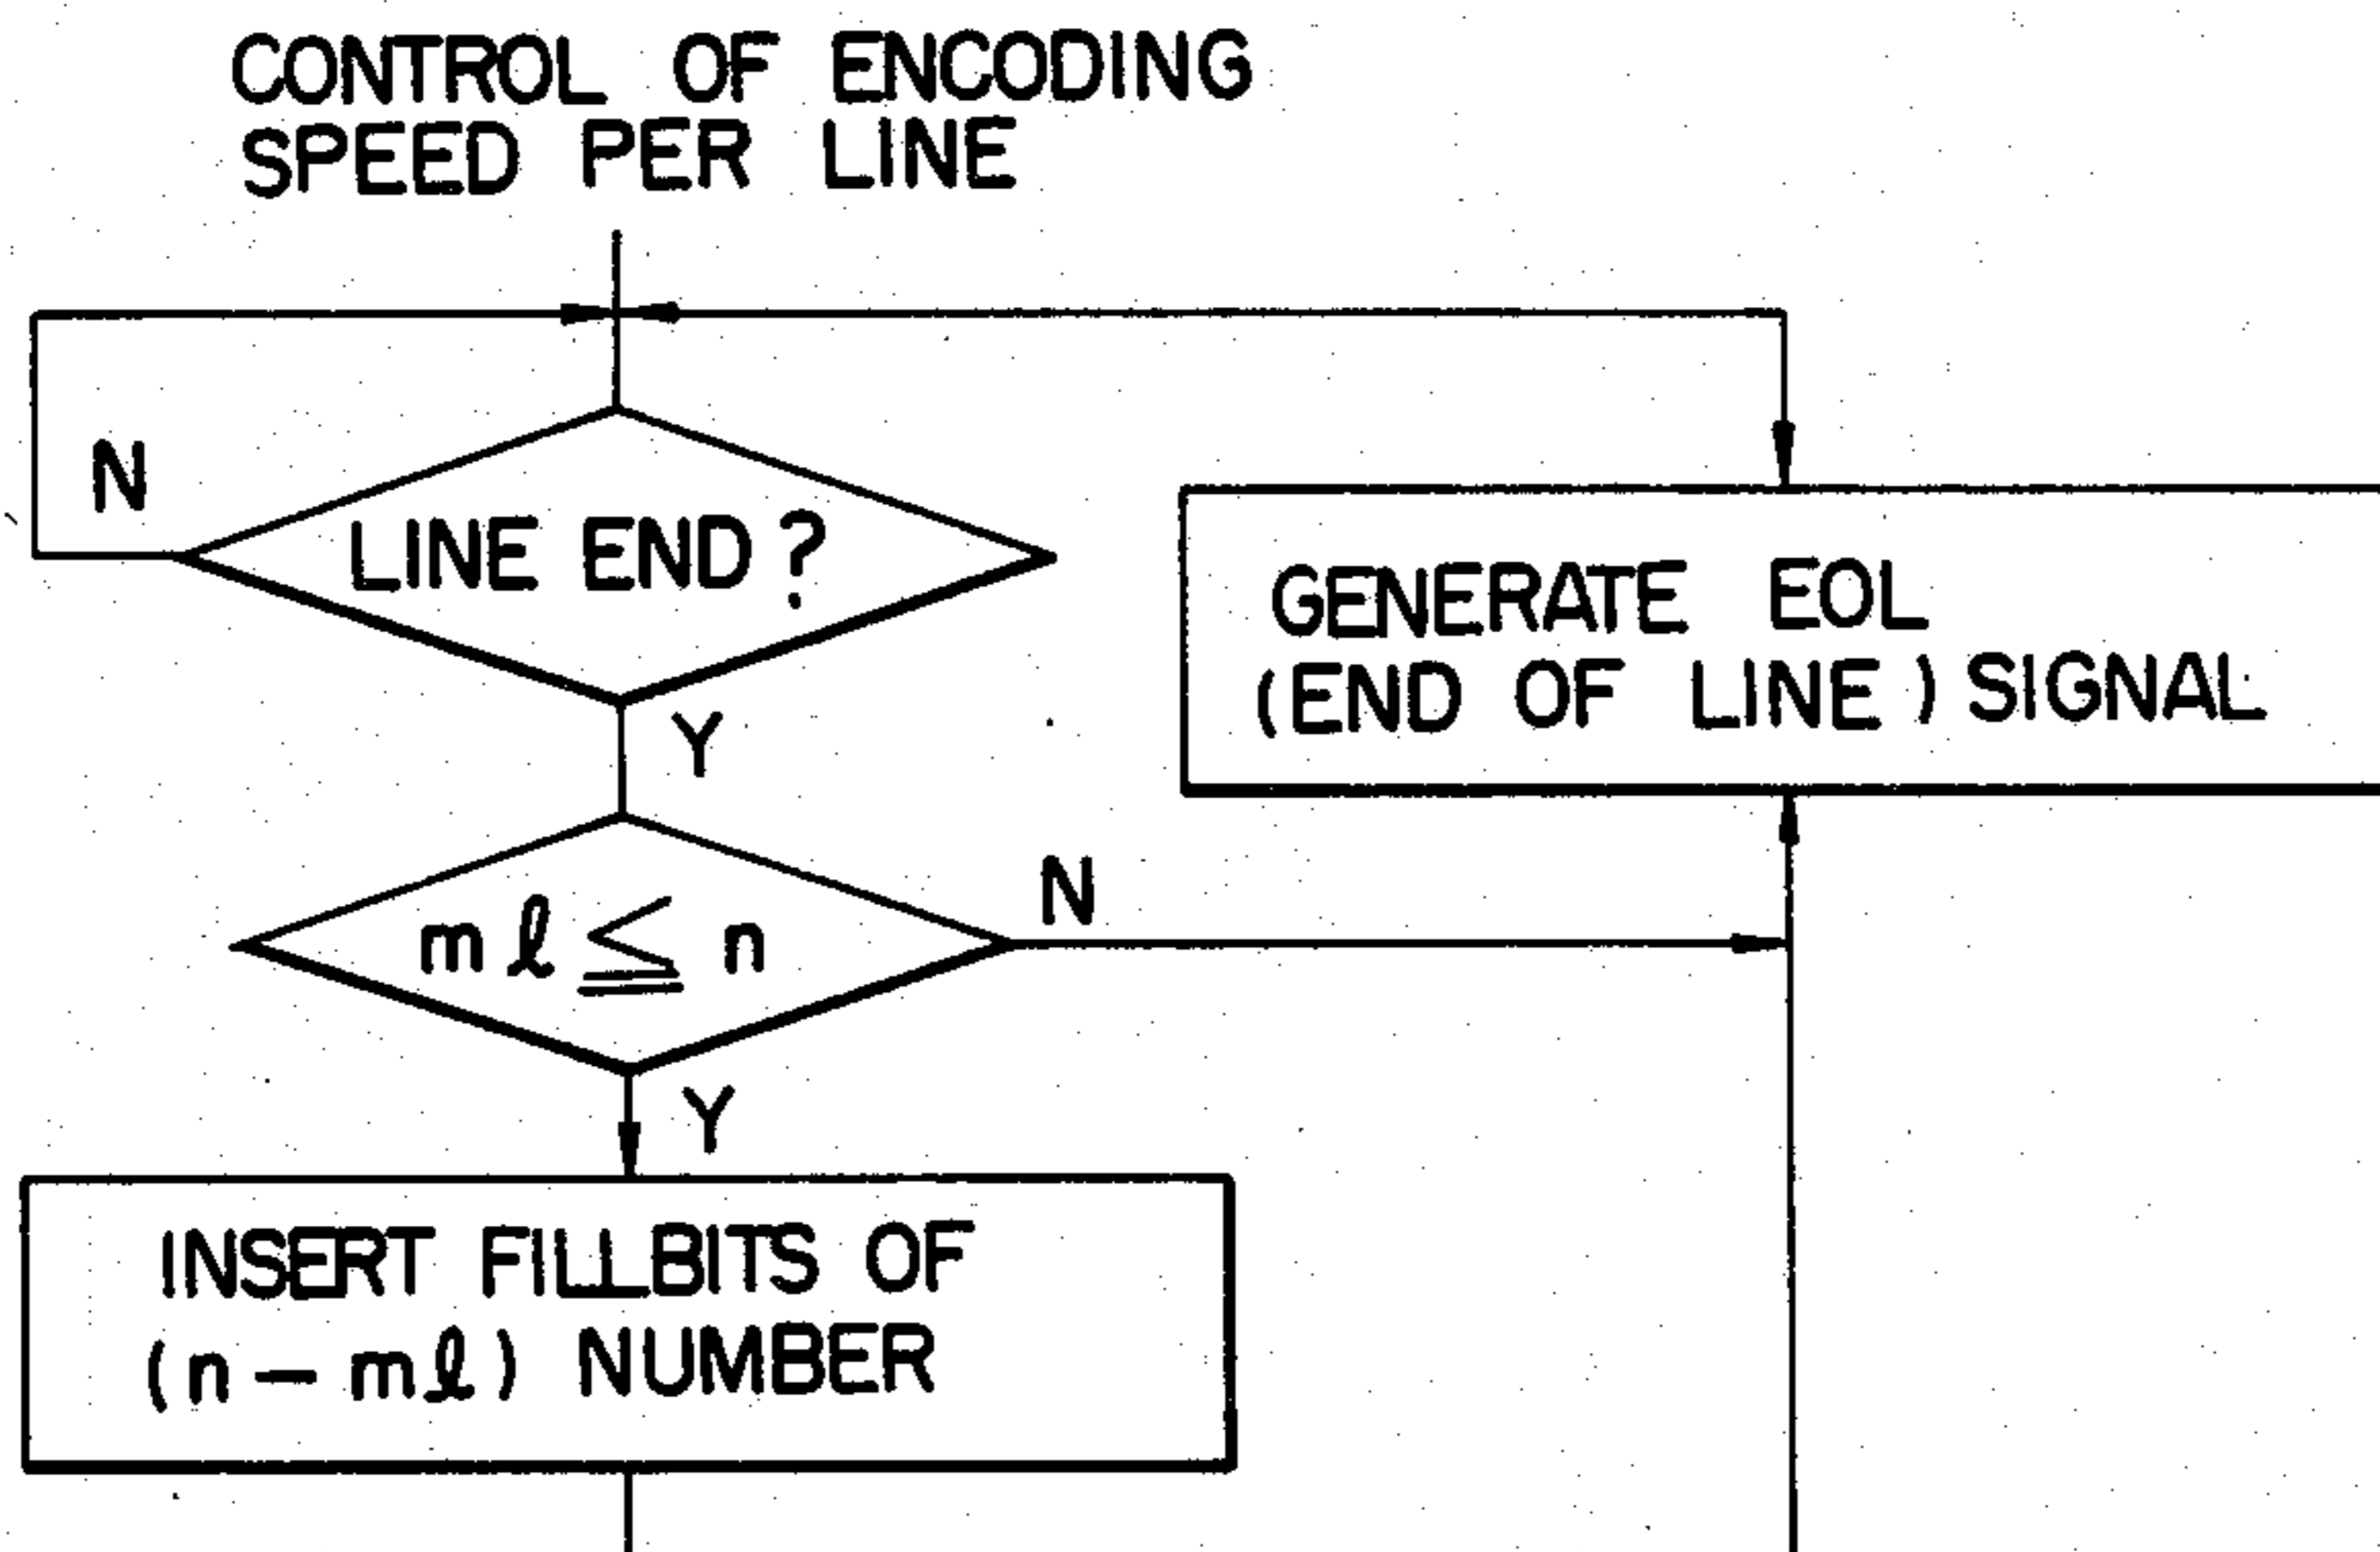 CONTROL OF ENCODING
SPEED PER LINE
N
LINE END?
Y
GENERATE EOL
(END OF LINE) SIGNAL
mℓ ≦ n
N
Y
INSERT FILLBITS OF
(n − mℓ) NUMBER